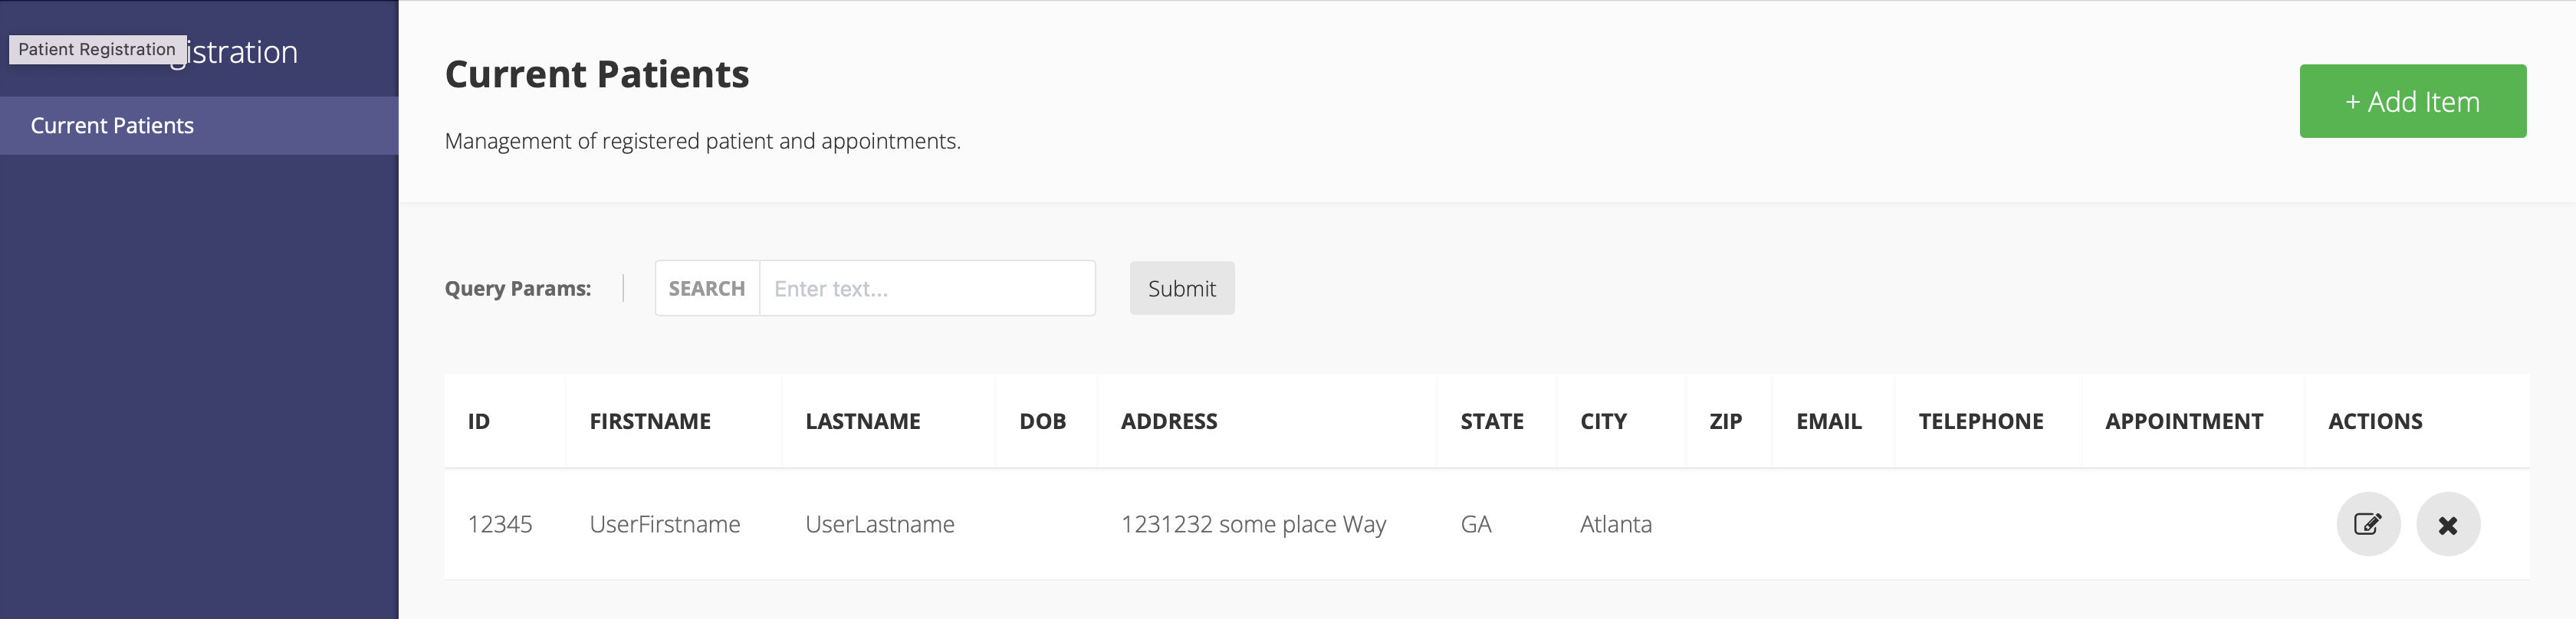 Patient Registration
istration
Current Patients
Current Patients
Management of registered patient and appointments.
+ Add Item
Query Params:
SEARCH
Enter text...
Submit
ID FIRSTNAME LASTNAME DOB ADDRESS STATE CITY ZIP EMAIL TELEPHONE APPOINTMENT ACTIONS
12345 UserFirstname UserLastname 1231232 some place Way GA Atlanta